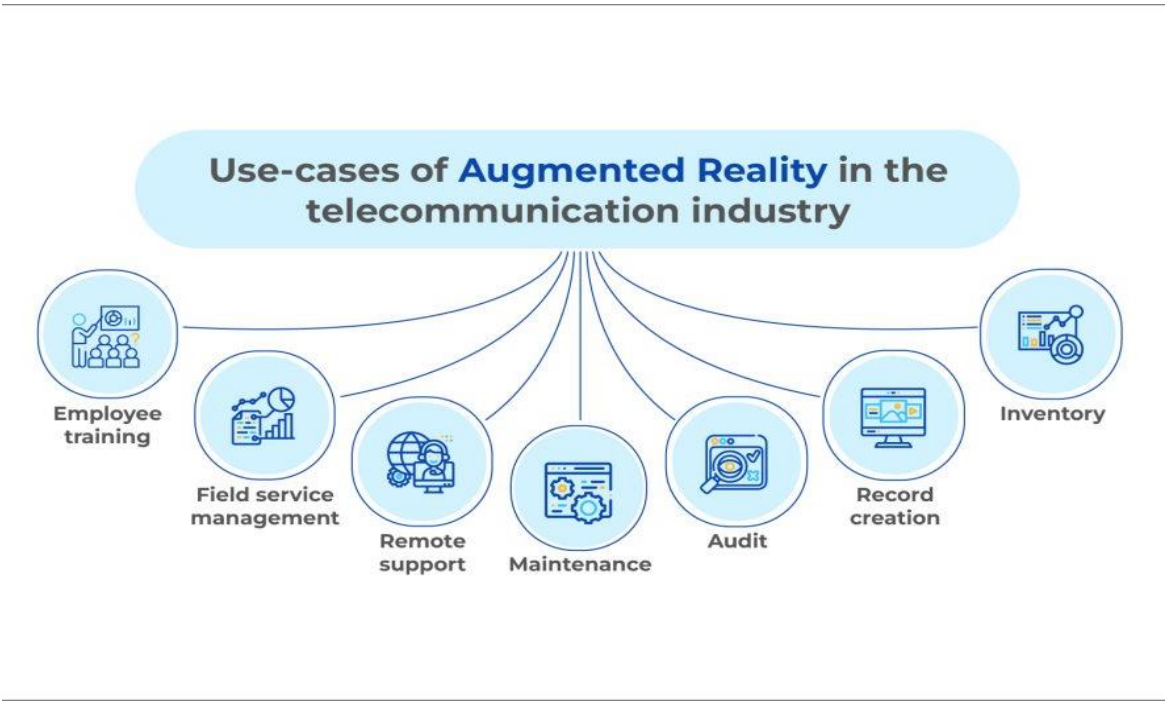 Use-cases of Augmented Reality in the
telecommunication industry
Employee
training
Field service
management
Remote
support
Maintenance
Audit
Record
creation
Inventory